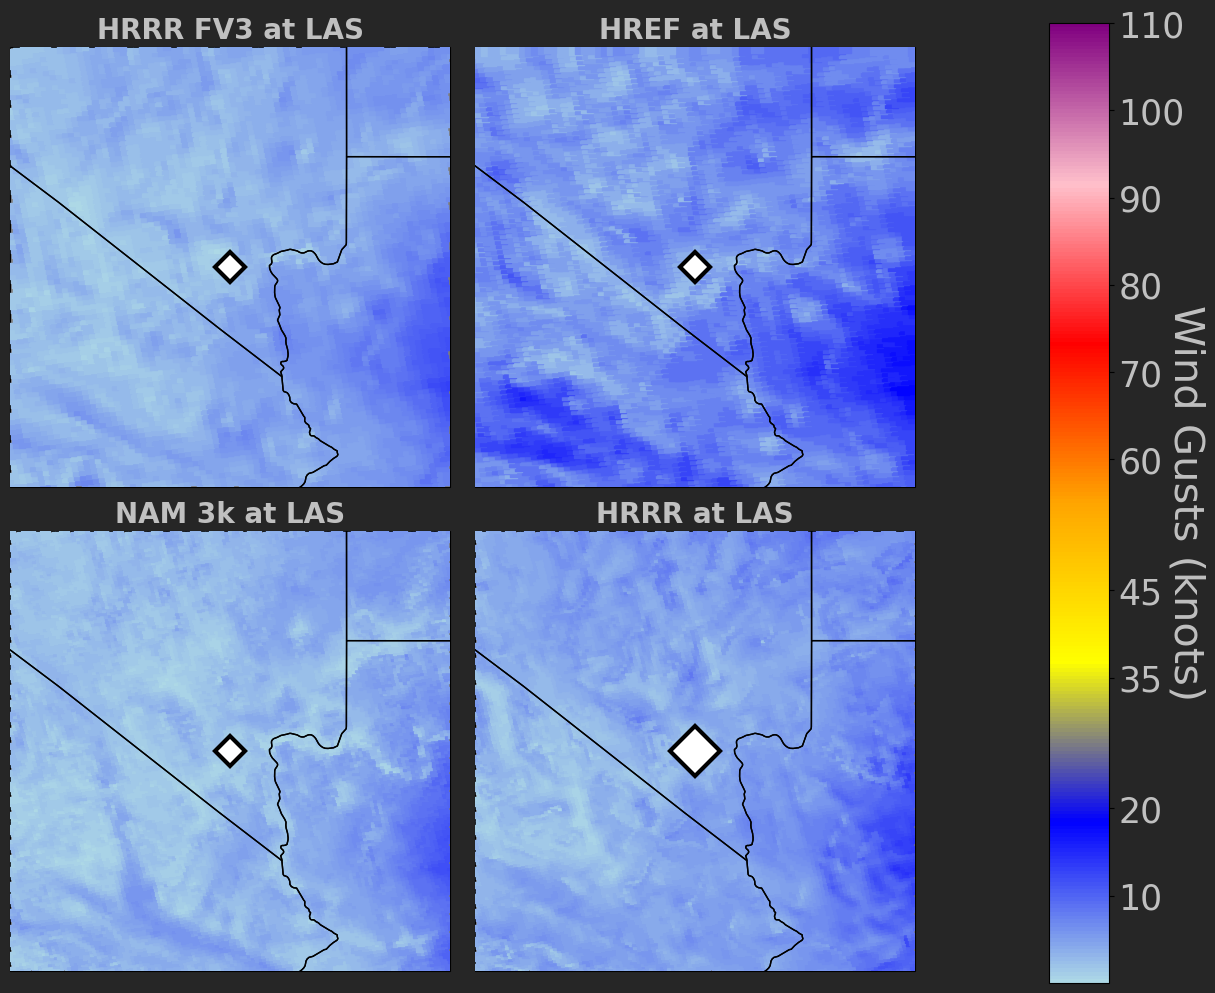 HRRR FV3 at LAS
HREF at LAS
NAM 3k at LAS
HRRR at LAS
110
100
90
80
70
60
45
35
20
10
Wind Gusts (knots)